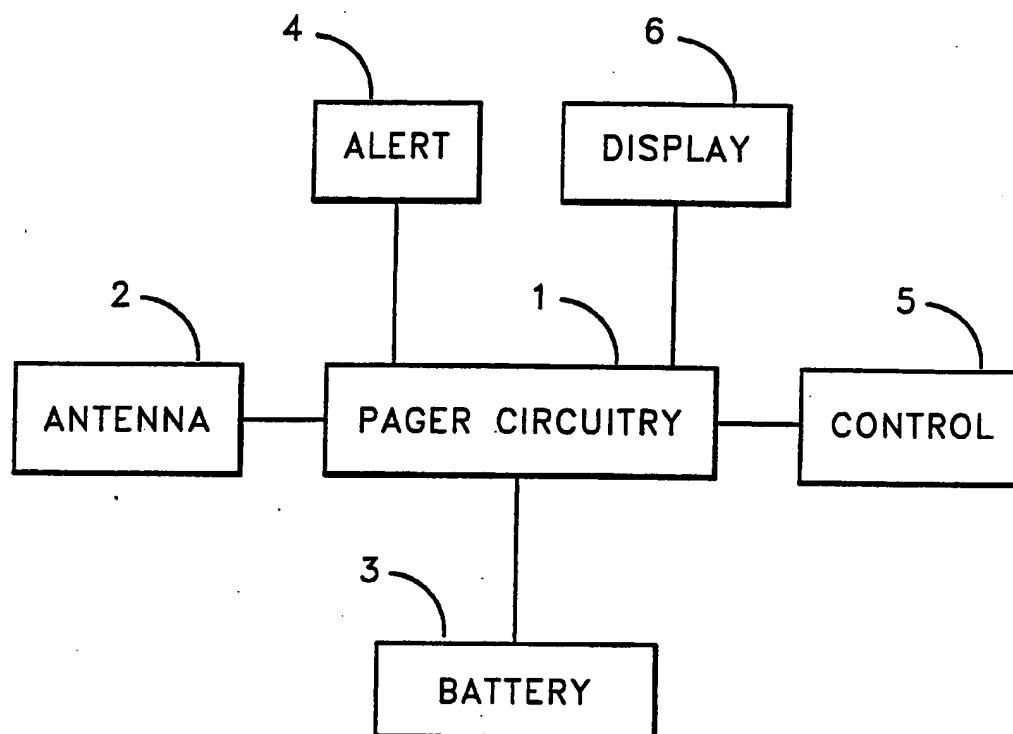 4
6
ALERT
DISPLAY
2
1
5
ANTENNA
PAGER CIRCUITRY
CONTROL
3
BATTERY